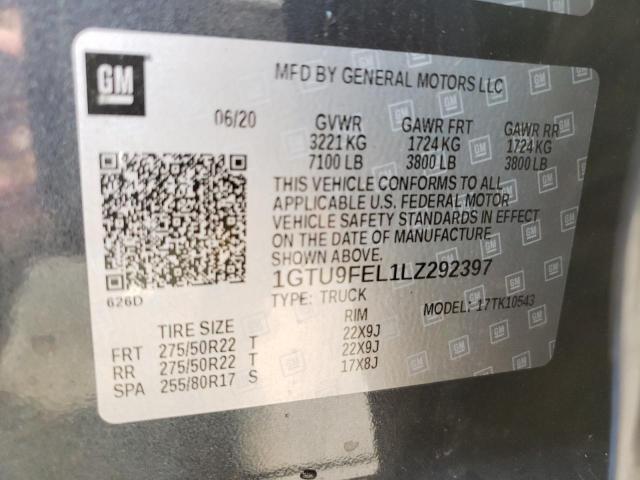 GM
MFD BY GENERAL MOTORS LLC
06/20 GVWR GAWR FRT GAWR RR
3221 KG 1724 KG 1724 KG
7100 LB 3800 LB 3800 LB
THIS VEHICLE CONFORMS TO ALL
APPLICABLE U.S. FEDERAL MOTOR
VEHICLE SAFETY STANDARDS IN EFFECT
ON THE DATE OF MANUFACTURE
SHOWN ABOVE.
1GTU9FEL1LZ292397
626D
TYPE: TRUCK MODEL: 17TK10543
TIRE SIZE RIM
FRT 275/50R22 T 22X9J
RR 275/50R22 T 22X9J
SPA 255/80R17 S 17X8J